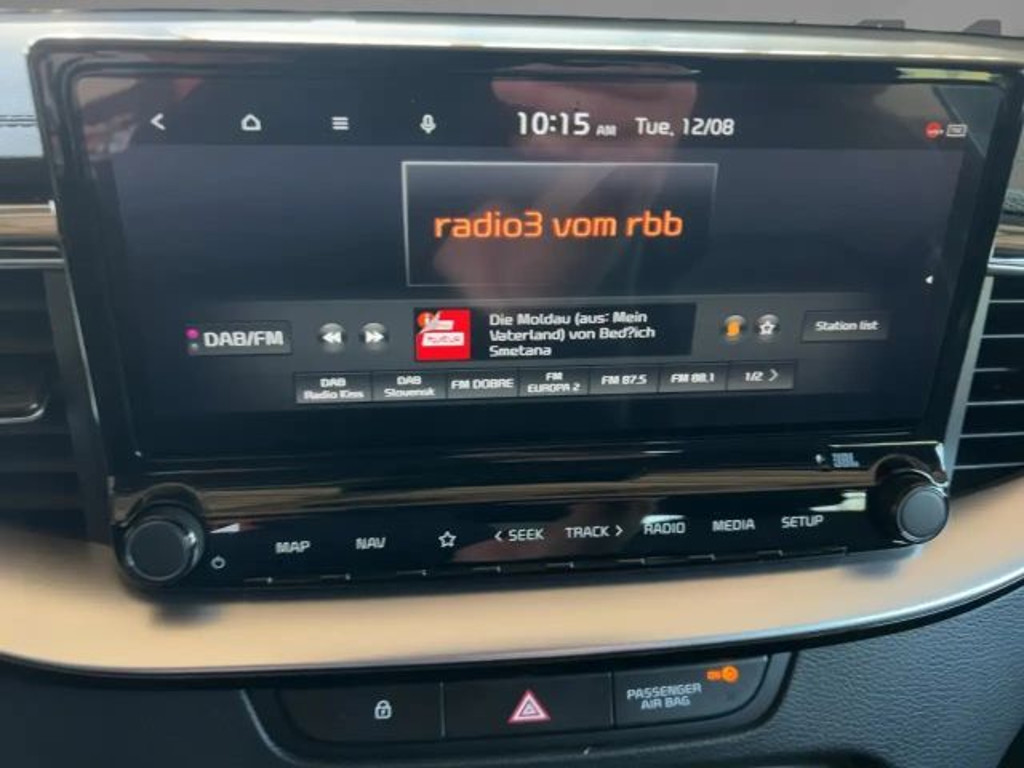 10:15 AM Tue, 12/08
radio3 vom rbb
DAB/FM
Die Moldau (aus: Mein
Vaterland) von Bed?ich
Smetana
Station list
DAB
Radio Kiss
DAB
Slovensk
FM DOBRE
FM
EUROPA 2
FM 87.5
FM 88.1
1/2 >
JBL
MAP
NAV
< SEEK
TRACK >
RADIO
MEDIA
SETUP
PASSENGER
AIR BAG